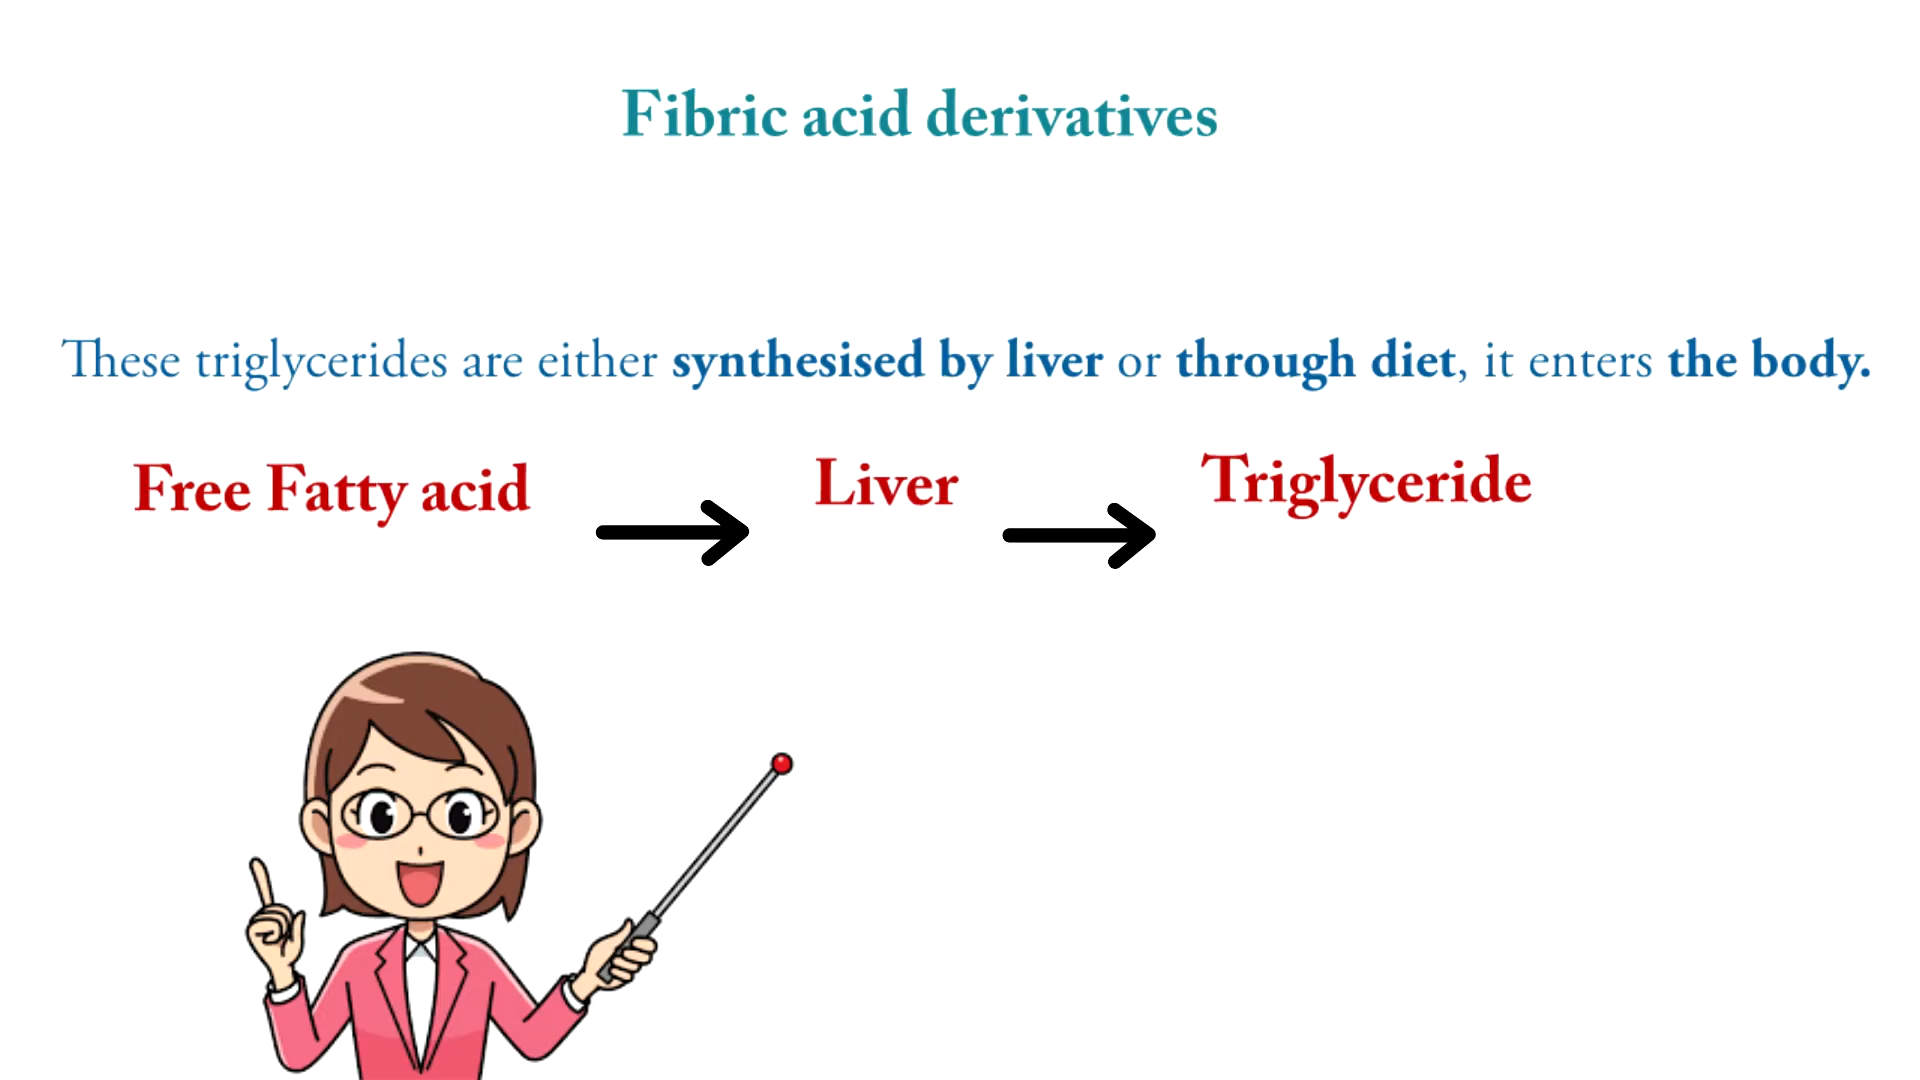 Fibric acid derivatives
These triglycerides are either synthesised by liver or through diet, it enters the body.
Free Fatty acid Liver Triglyceride